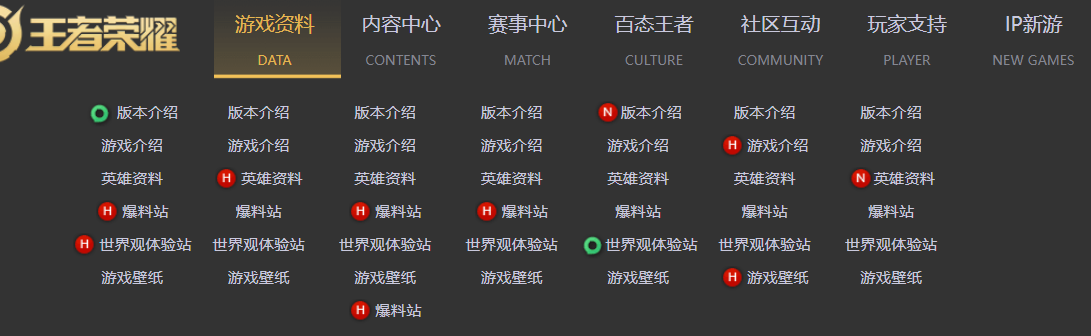 王者荣耀
游戏资料 内容中心 赛事中心 百态王者 社区互动 玩家支持 IP新游
DATA CONTENTS MATCH CULTURE COMMUNITY PLAYER NEW GAMES
版本介绍 版本介绍 版本介绍 版本介绍 N 版本介绍 版本介绍 版本介绍
游戏介绍 游戏介绍 游戏介绍 游戏介绍 游戏介绍 H 游戏介绍 游戏介绍
英雄资料 H 英雄资料 英雄资料 英雄资料 英雄资料 英雄资料 N 英雄资料
H 爆料站 爆料站 H 爆料站 H 爆料站 爆料站 爆料站 爆料站
H 世界观体验站 世界观体验站 世界观体验站 世界观体验站 世界观体验站 世界观体验站 世界观体验站
游戏壁纸 游戏壁纸 游戏壁纸 游戏壁纸 游戏壁纸 H 游戏壁纸 游戏壁纸
H 爆料站